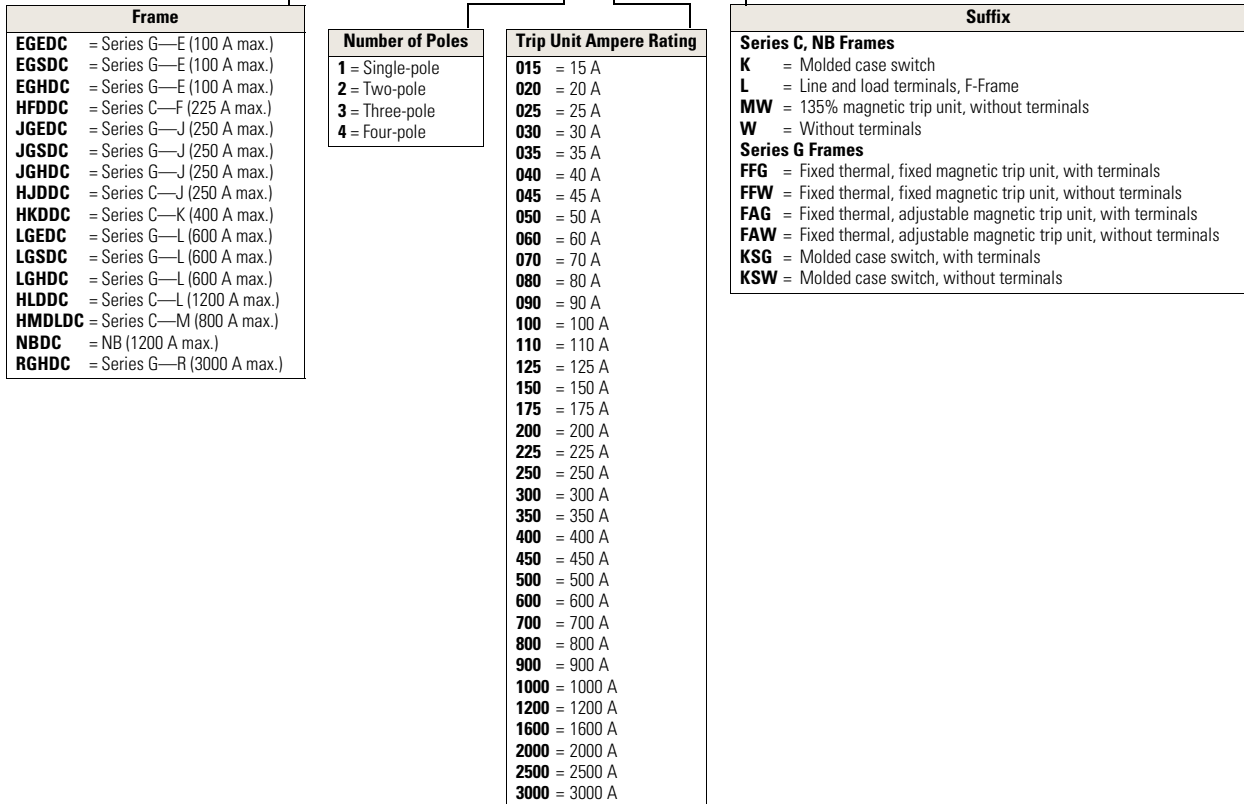 Frame
EGEDC = Series G—E (100 A max.)
EGSDC = Series G—E (100 A max.)
EGHDC = Series G—E (100 A max.)
HFDDC = Series C—F (225 A max.)
JGEDC = Series G—J (250 A max.)
JGSDC = Series G—J (250 A max.)
JGHDC = Series G—J (250 A max.)
HJDDC = Series C—J (250 A max.)
HKDDC = Series C—K (400 A max.)
LGEDC = Series G—L (600 A max.)
LGSDC = Series G—L (600 A max.)
LGHDC = Series G—L (600 A max.)
HLDDC = Series C—L (1200 A max.)
HMDLDC = Series C—M (800 A max.)
NBDC = NB (1200 A max.)
RGHDC = Series G—R (3000 A max.)
Number of Poles
1 = Single-pole
2 = Two-pole
3 = Three-pole
4 = Four-pole
Trip Unit Ampere Rating
015 = 15 A
020 = 20 A
025 = 25 A
030 = 30 A
035 = 35 A
040 = 40 A
045 = 45 A
050 = 50 A
060 = 60 A
070 = 70 A
080 = 80 A
090 = 90 A
100 = 100 A
110 = 110 A
125 = 125 A
150 = 150 A
175 = 175 A
200 = 200 A
225 = 225 A
250 = 250 A
300 = 300 A
350 = 350 A
400 = 400 A
450 = 450 A
500 = 500 A
600 = 600 A
700 = 700 A
800 = 800 A
900 = 900 A
1000 = 1000 A
1200 = 1200 A
1600 = 1600 A
2000 = 2000 A
2500 = 2500 A
3000 = 3000 A
Suffix
Series C, NB Frames
K = Molded case switch
L = Line and load terminals, F-Frame
MW = 135% magnetic trip unit, without terminals
W = Without terminals
Series G Frames
FFG = Fixed thermal, fixed magnetic trip unit, with terminals
FFW = Fixed thermal, fixed magnetic trip unit, without terminals
FAG = Fixed thermal, adjustable magnetic trip unit, with terminals
FAW = Fixed thermal, adjustable magnetic trip unit, without terminals
KSG = Molded case switch, with terminals
KSW = Molded case switch, without terminals